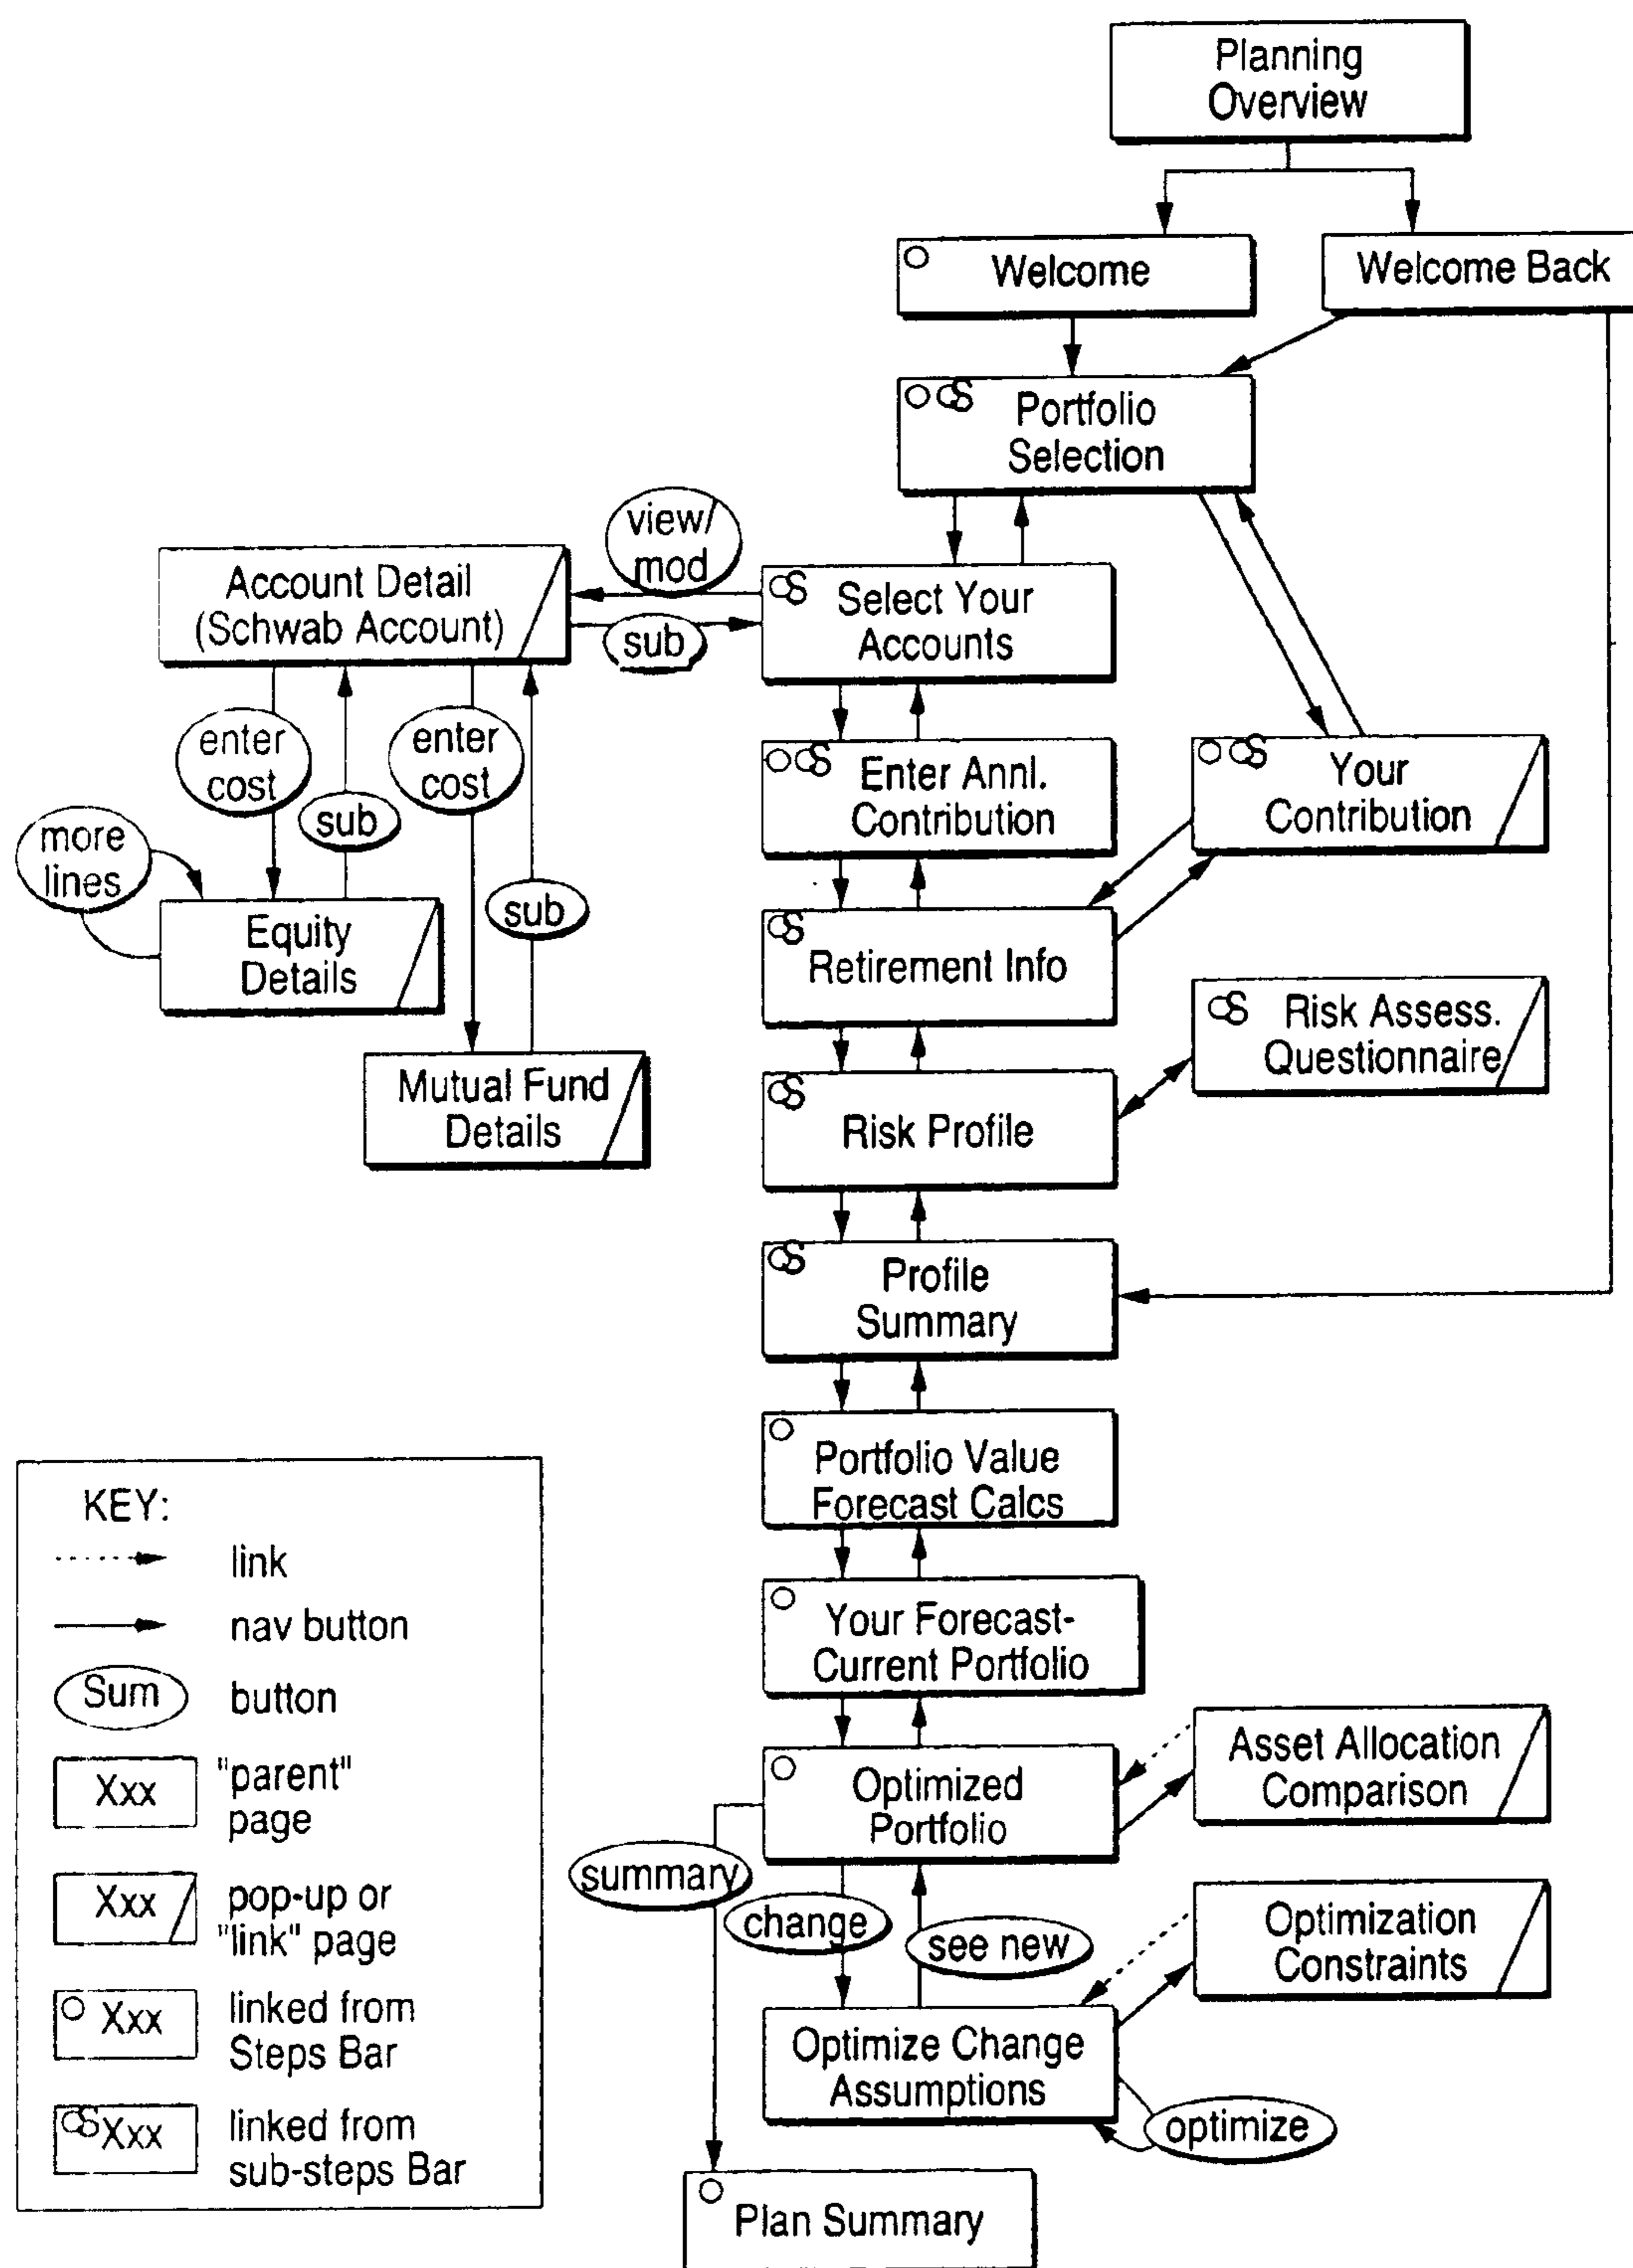 Planning
Overview
Welcome
Welcome Back
Portfolio
Selection
view/
mod
Account Detail
(Schwab Account)
sub
Select Your
Accounts
enter
cost
sub
enter
cost
sub
more
lines
Equity
Details
Mutual Fund
Details
Enter Annl.
Contribution
Your
Contribution
Retirement Info
Risk Assess.
Questionnaire
Risk Profile
Profile
Summary
Portfolio Value
Forecast Calcs
Your Forecast-
Current Portfolio
Optimized
Portfolio
Asset Allocation
Comparison
summary
change
see new
Optimization
Constraints
Optimize Change
Assumptions
optimize
Plan Summary
KEY:
link
nav button
Sum
button
Xxx
"parent"
page
Xxx
pop-up or
"link" page
Xxx
linked from
Steps Bar
S Xxx
linked from
sub-steps Bar